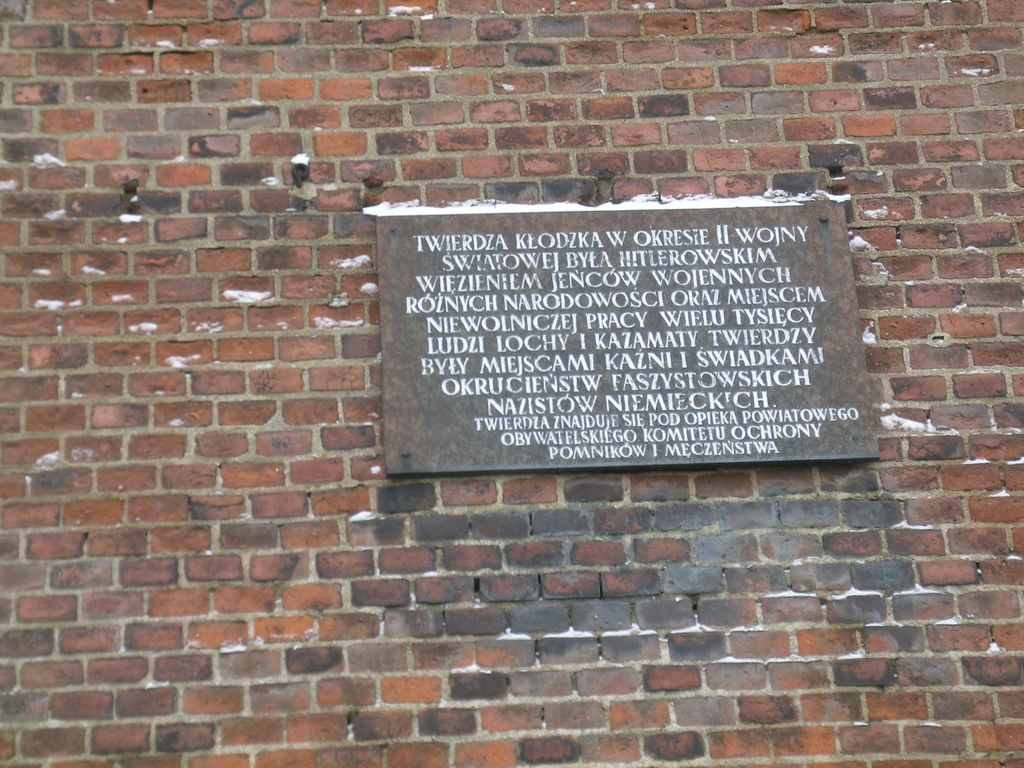 TWIERDZA KŁODZKA W OKRESIE II WOJNY
ŚWIATOWEJ BYŁA HITLEROWSKIM
WIĘZIENIEM JEŃCÓW WOJENNYCH
RÓŻNYCH NARODOWOŚCI ORAZ MIEJSCEM
NIEWOLNICZEJ PRACY WIELU TYSIĘCY
LUDZI LOCHY I KAZAMATY TWIERDZY
BYŁY MIEJSCAMI KAŹNI I ŚWIADKAMI
OKRUCIEŃSTW FASZYSTOWSKICH
NAZISTÓW NIEMIECKICH.
TWIERDZA ZNAJDUJE SIĘ POD OPIEKĄ POWIATOWEGO
OBYWATELSKIEGO KOMITETU OCHRONY
POMNIKÓW I MĘCZEŃSTWA